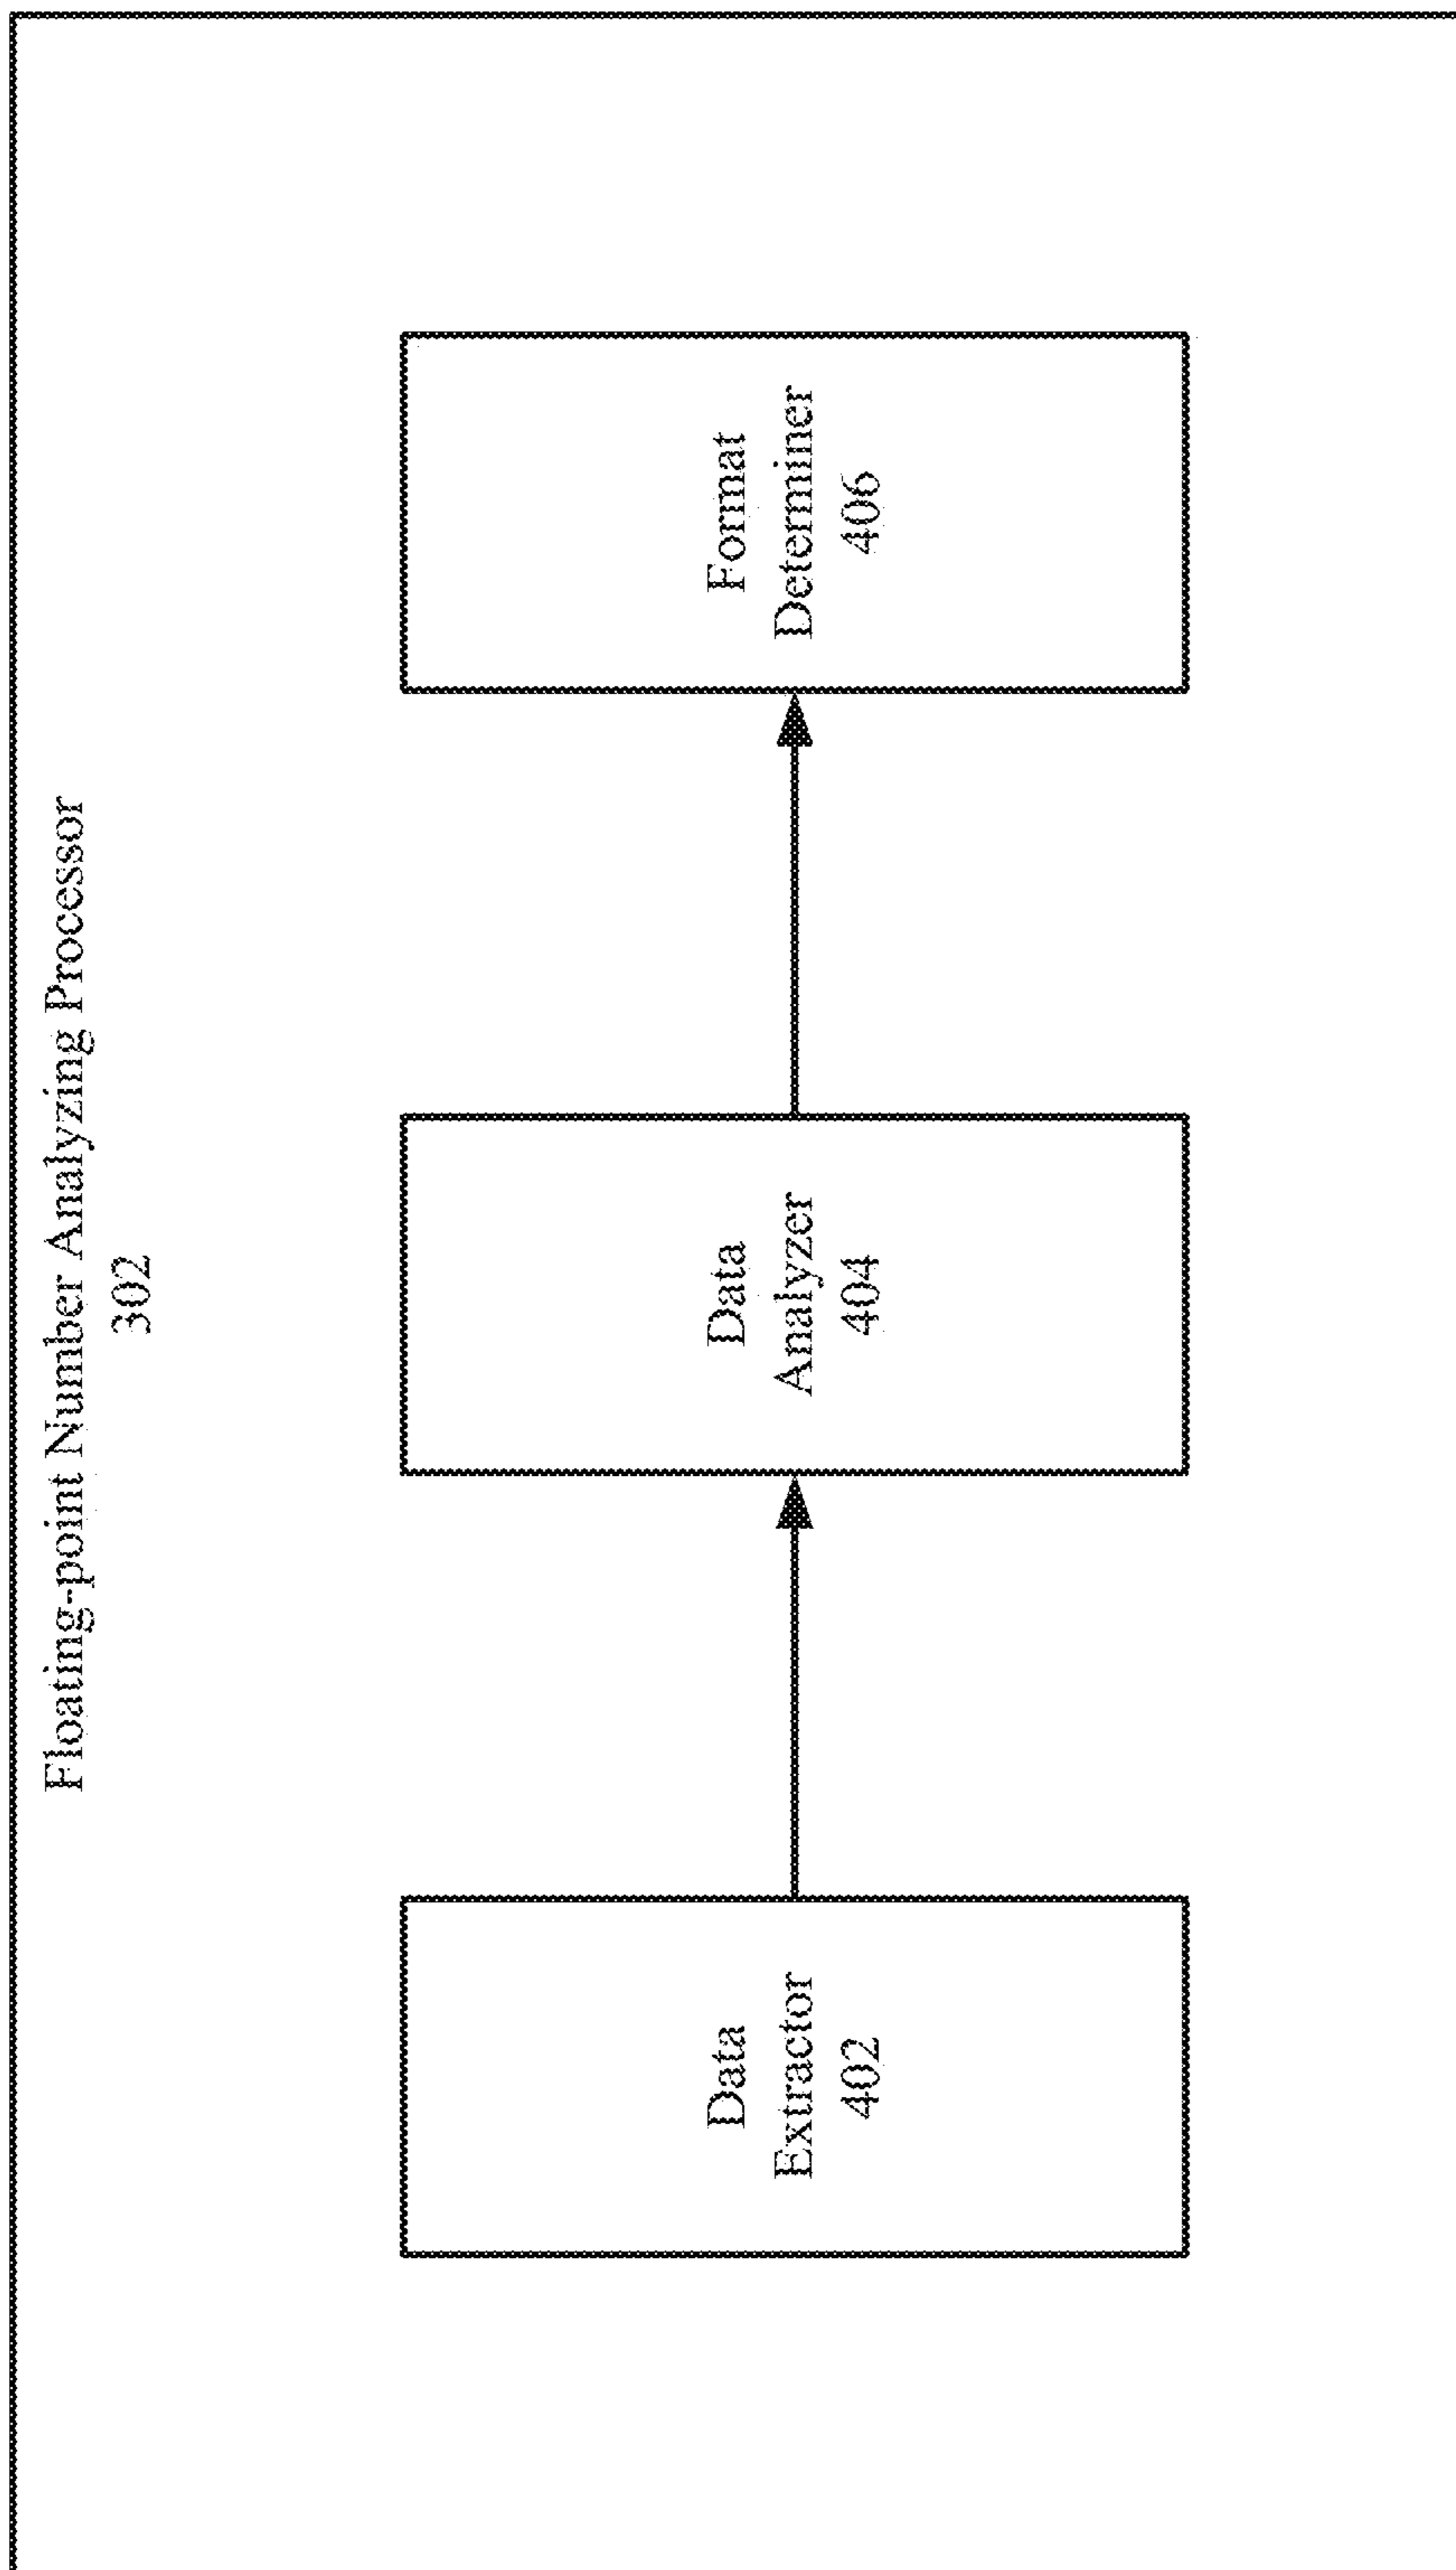 Floating-point Number Analyzing Processor
302
Data
Extractor
402
Data
Analyzer
404
Format
Determiner
406